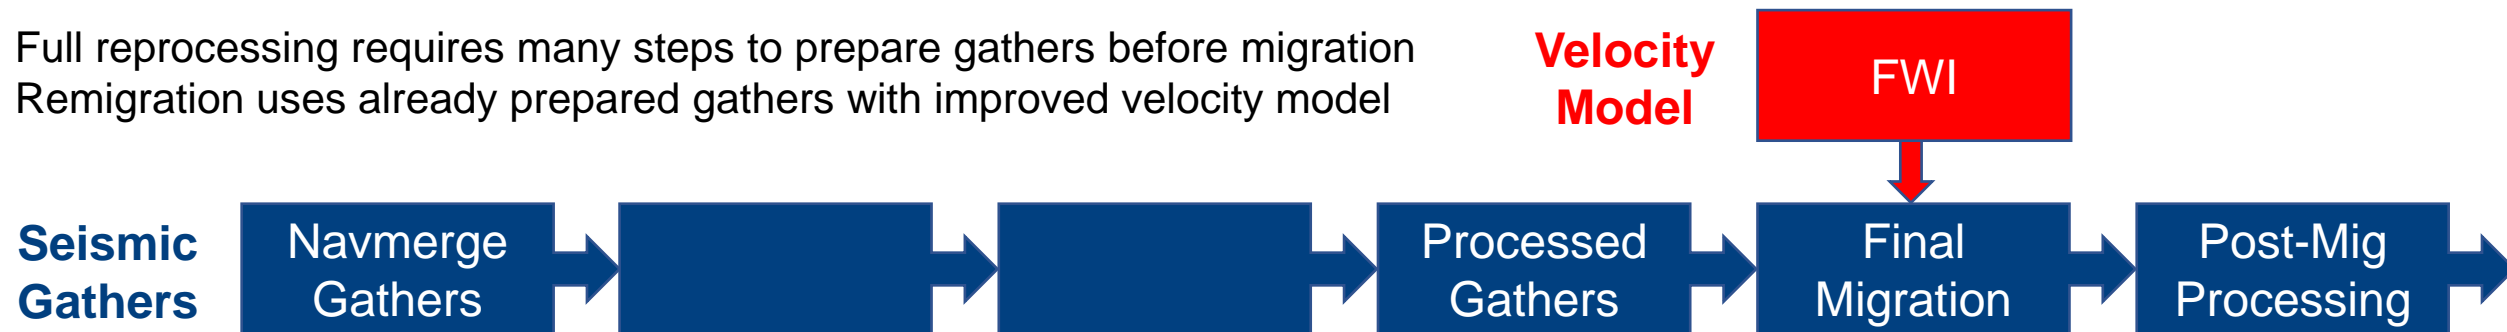 Full reprocessing requires many steps to prepare gathers before migration
Remigration uses already prepared gathers with improved velocity model
Velocity
Model
FWI
Seismic
Gathers
Navmerge
Gathers
Processed
Gathers
Final
Migration
Post-Mig
Processing